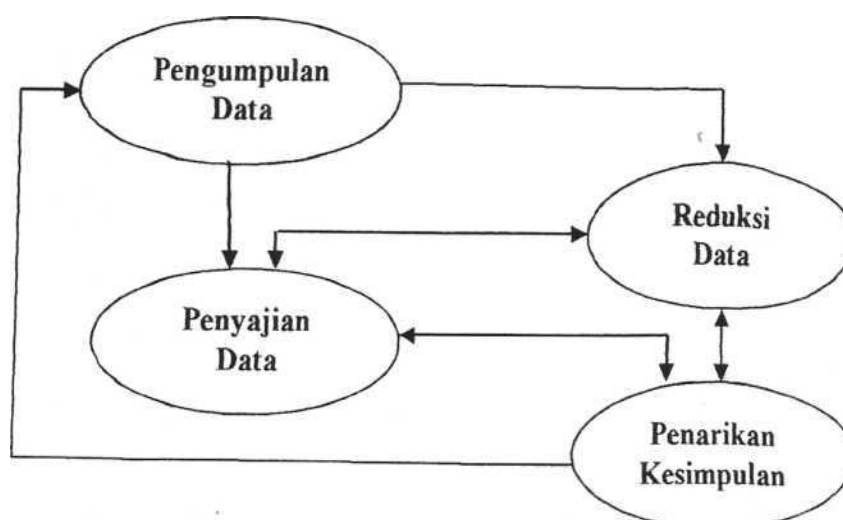 Pengumpulan
Data
Reduksi
Data
Penyajian
Data
Penarikan
Kesimpulan